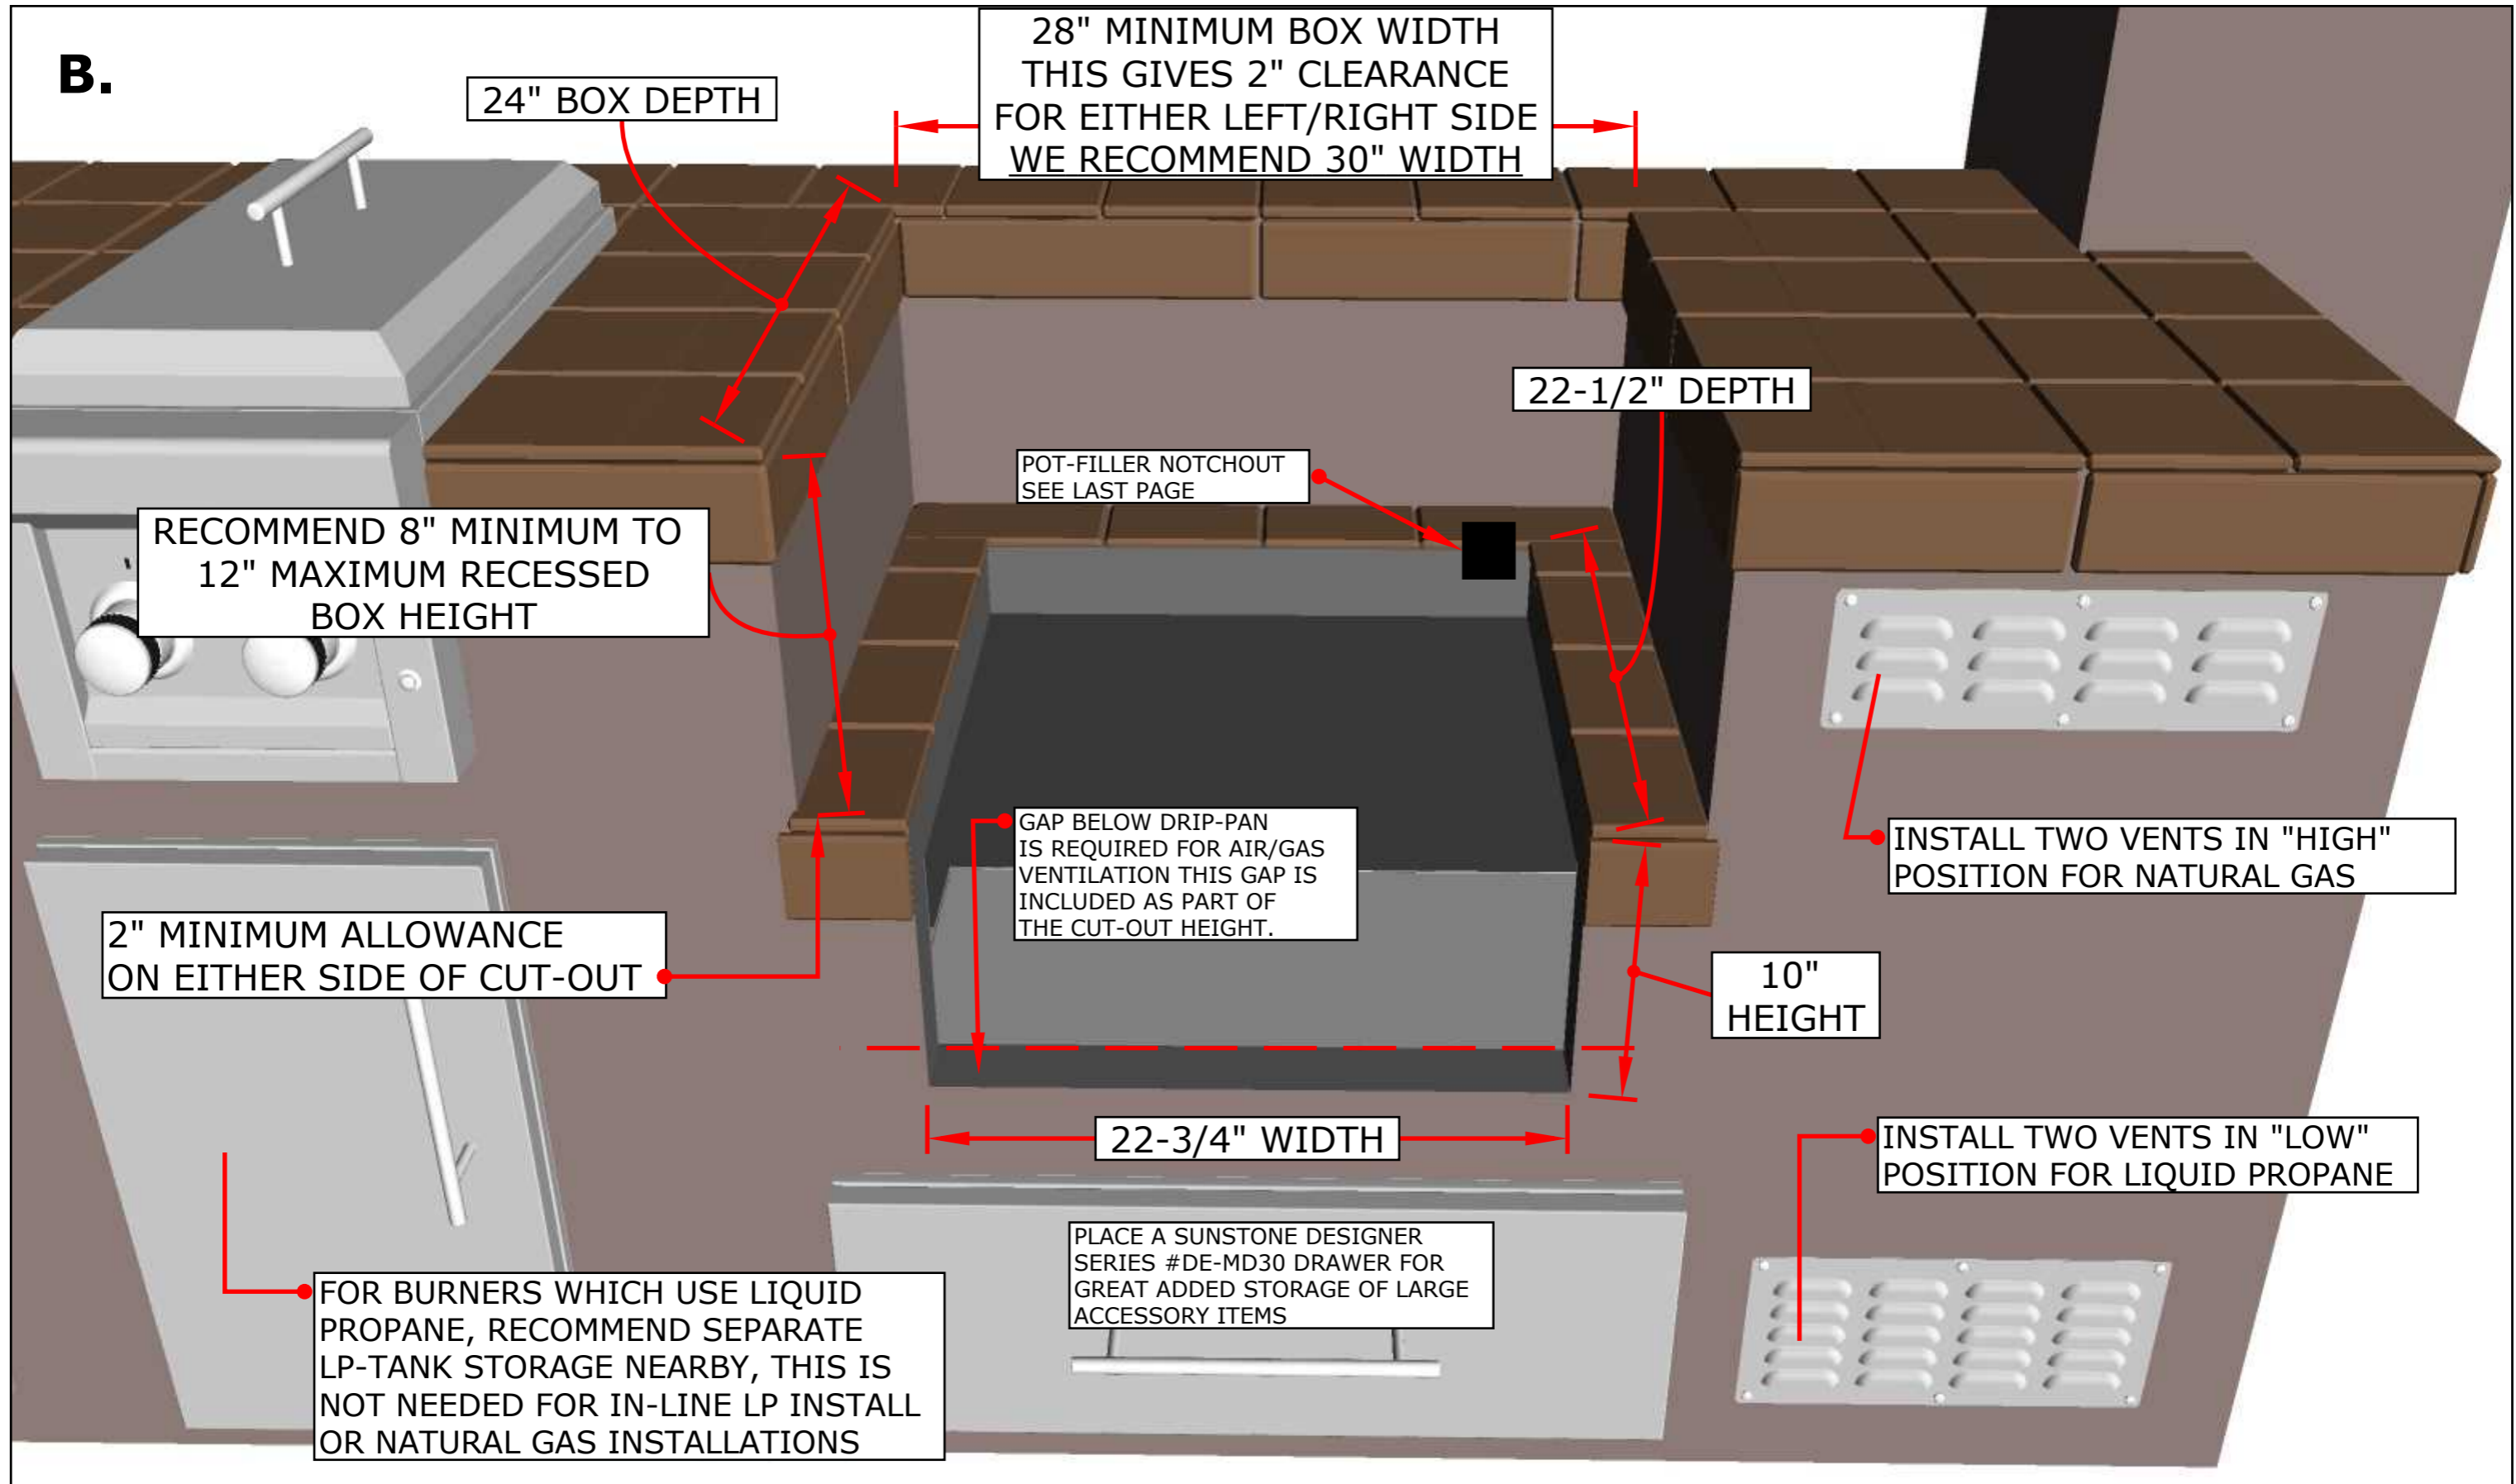 B.
24" BOX DEPTH
28" MINIMUM BOX WIDTH
THIS GIVES 2" CLEARANCE
FOR EITHER LEFT/RIGHT SIDE
WE RECOMMEND 30" WIDTH
22-1/2" DEPTH
POT-FILLER NOTCHOUT
SEE LAST PAGE
RECOMMEND 8" MINIMUM TO
12" MAXIMUM RECESSED
BOX HEIGHT
GAP BELOW DRIP-PAN
IS REQUIRED FOR AIR/GAS
VENTILATION THIS GAP IS
INCLUDED AS PART OF
THE CUT-OUT HEIGHT.
INSTALL TWO VENTS IN "HIGH"
POSITION FOR NATURAL GAS
2" MINIMUM ALLOWANCE
ON EITHER SIDE OF CUT-OUT
10"
HEIGHT
22-3/4" WIDTH
INSTALL TWO VENTS IN "LOW"
POSITION FOR LIQUID PROPANE
PLACE A SUNSTONE DESIGNER
SERIES #DE-MD30 DRAWER FOR
GREAT ADDED STORAGE OF LARGE
ACCESSORY ITEMS
FOR BURNERS WHICH USE LIQUID
PROPANE, RECOMMEND SEPARATE
LP-TANK STORAGE NEARBY, THIS IS
NOT NEEDED FOR IN-LINE LP INSTALL
OR NATURAL GAS INSTALLATIONS